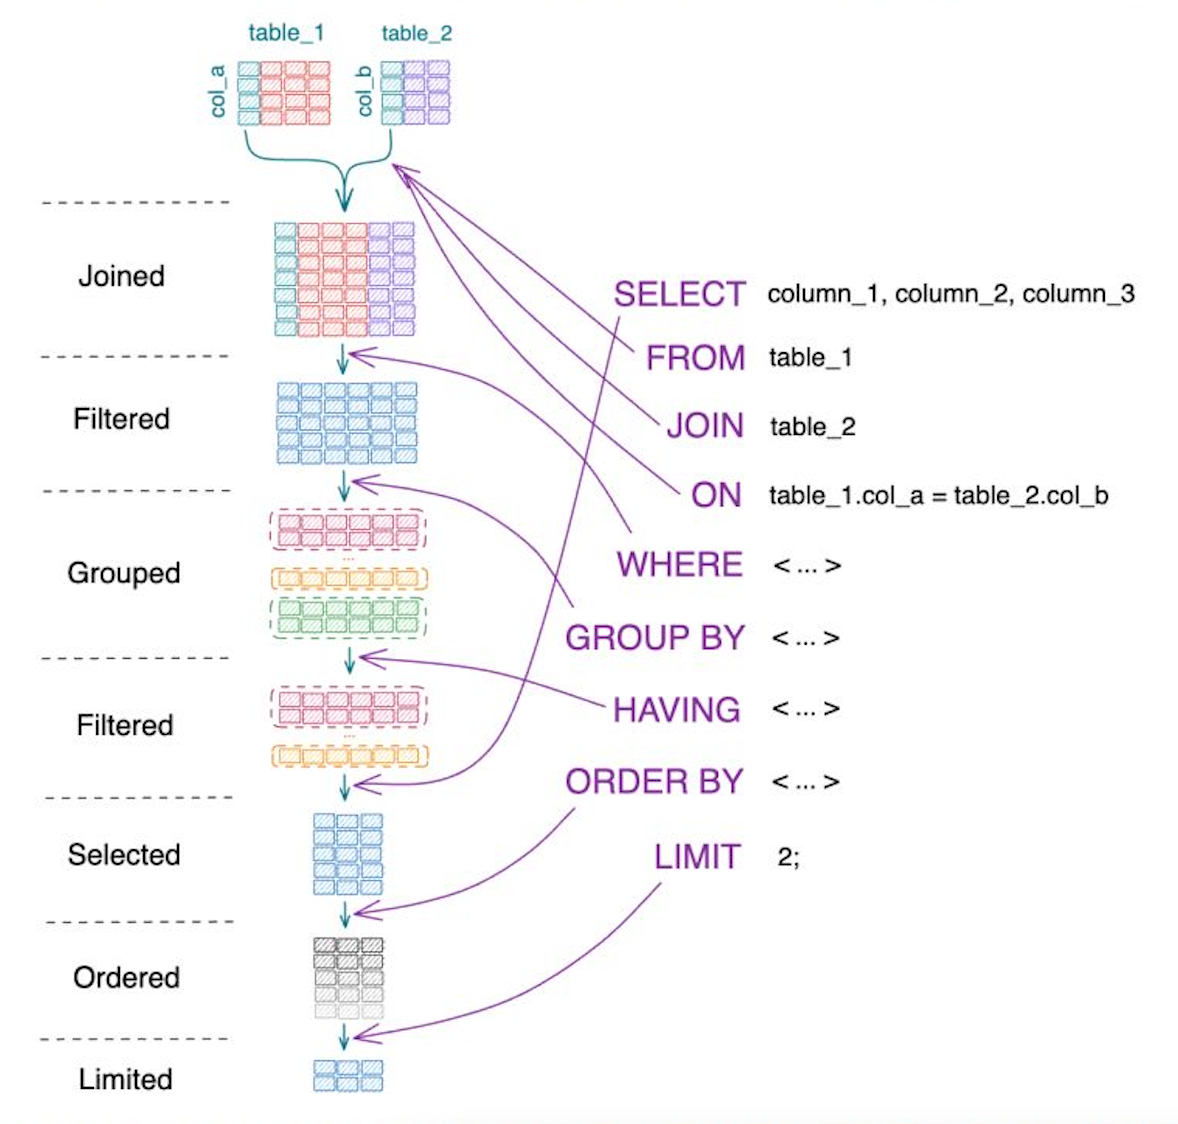 table_1
table_2
col_a
col_b
Joined
Filtered
Grouped
...
Filtered
...
Selected
Ordered
Limited
SELECT column_1, column_2, column_3
FROM table_1
JOIN table_2
ON table_1.col_a = table_2.col_b
WHERE < ... >
GROUP BY < ... >
HAVING < ... >
ORDER BY < ... >
LIMIT 2;